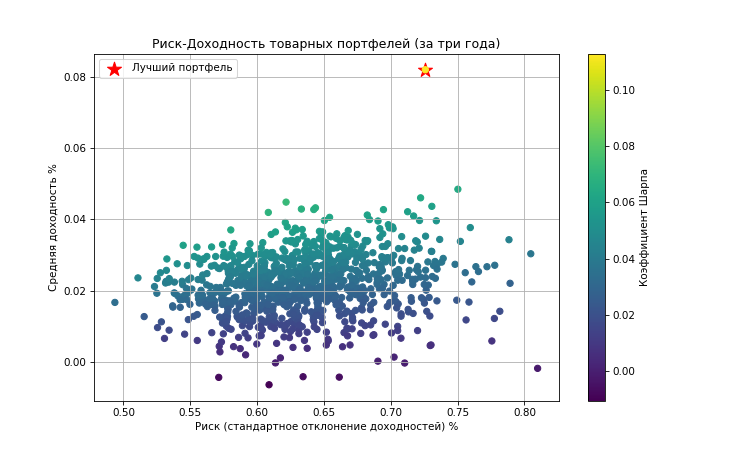 Риск-Доходность товарных портфелей (за три года)
Лучший портфель
Средняя доходность %
0.08
0.06
0.04
0.02
0.00
0.50 0.55 0.60 0.65 0.70 0.75 0.80
Риск (стандартное отклонение доходностей) %
0.10
0.08
0.06
0.04
0.02
0.00
Коэффициент Шарпа